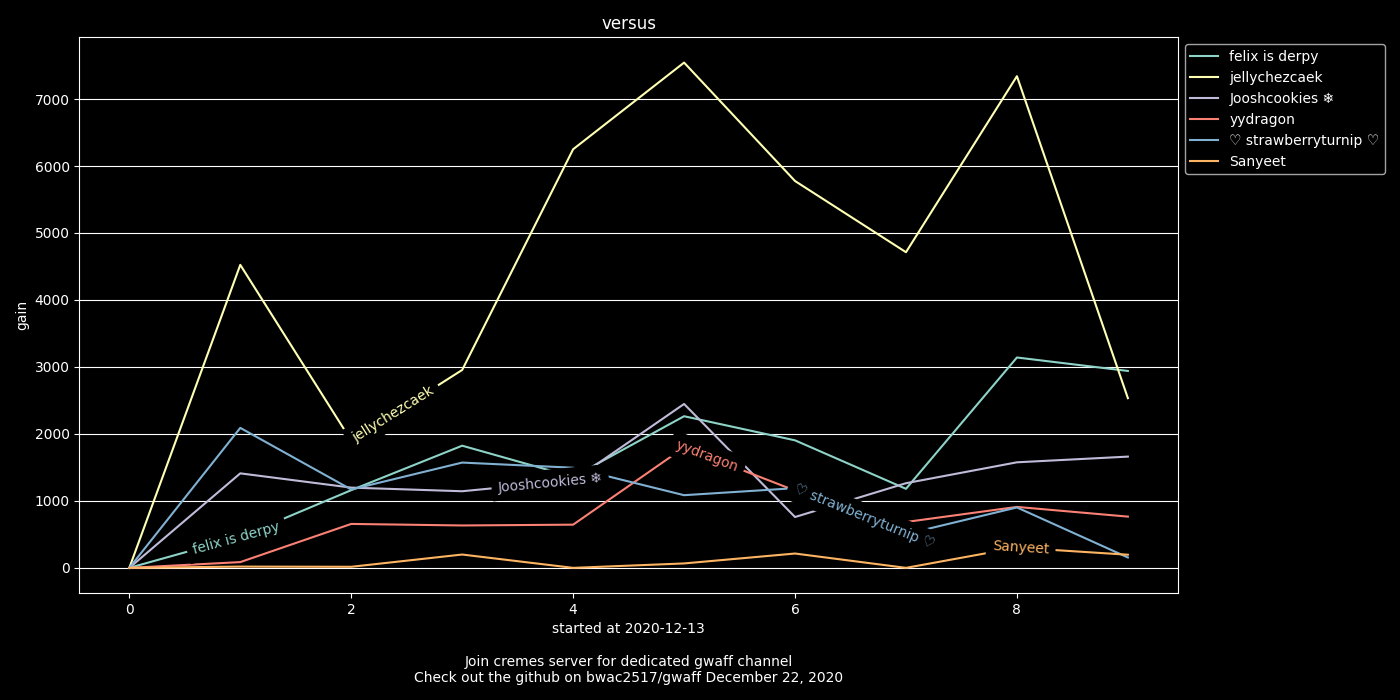 versus
felix is derpy
jellychezcaek
Jooshcookies ❄
yydragon
♡ strawberryturnip ♡
Sanyeet
gain
7000
6000
5000
4000
3000
2000
1000
0
jellychezcaek
yydragon
Jooshcookies ❄
♡ strawberryturnip ♡
felix is derpy
Sanyeet
0 2 4 6 8
started at 2020-12-13
Join cremes server for dedicated gwaff channel
Check out the github on bwac2517/gwaff December 22, 2020